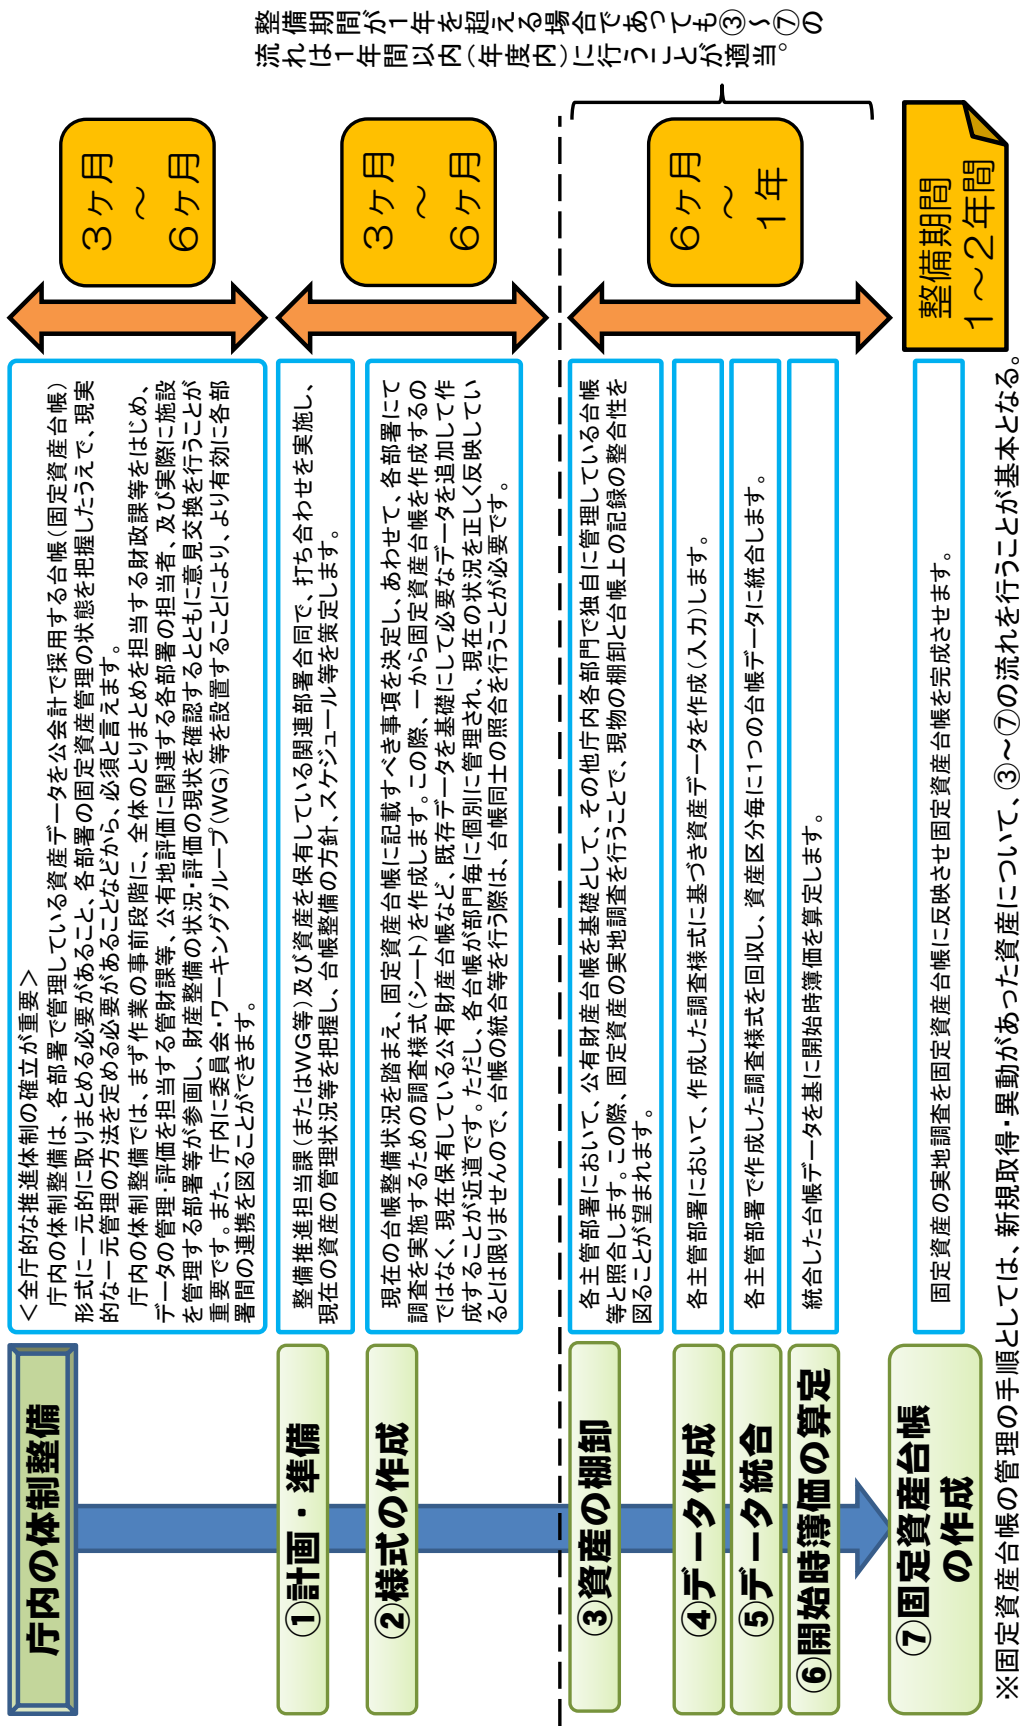 庁内の体制整備
＜全庁的な推進体制の確立が重要＞
庁内の体制整備は、各部署で管理している資産データを公会計で採用する台帳（固定資産台帳）
形式に一元的に取りまとめる必要があること、各部署の固定資産管理の状態を把握したうえで、現実
的な一元管理の方法を定める必要があることなどから、必須と言えます。
庁内の体制整備では、まず作業の事前段階に、全体のとりまとめを担当する財政課等をはじめ、
データの管理・評価を担当する管財課等、公有地評価に関連する各部署の担当者、及び実際に施設
を管理する部署等が参画し、財産整備の状況・評価の現状を確認するとともに意見交換を行うことが
重要です。また、庁内に委員会・ワーキンググループ（WG）等を設置することにより、より有効に各部
署間の連携を図ることができます。
3ヶ月
～
6ヶ月
①計画・準備
整備推進担当課（またはWG等）及び資産を保有している関連部署合同で、打ち合わせを実施し、
現在の資産の管理状況等を把握し、台帳整備の方針、スケジュール等を策定します。
②様式の作成
現在の台帳整備状況を踏まえ、固定資産台帳に記載すべき事項を決定し、あわせて、各部署にて
調査を実施するための調査様式（シート）を作成します。この際、一から固定資産台帳を作成するの
ではなく、現在保有している公有財産台帳など、既存データを基礎にして必要なデータを追加して作
成することが近道です。ただし、各台帳が部門毎に個別に管理され、現在の状況を正しく反映してい
るとは限りませんので、台帳の統合等を行う際は、台帳同士の照合を行うことが必要です。
3ヶ月
～
6ヶ月
③資産の棚卸
各主管部署において、公有財産台帳を基礎として、その他庁内各部門で独自に管理している台帳
等と照合します。この際、固定資産の実地調査を行うことで、現物の棚卸と台帳上の記録の整合性を
図ることが望まれます。
④データ作成
各主管部署において、作成した調査様式に基づき資産データを作成（入力）します。
⑤データ統合
各主管部署で作成した調査様式を回収し、資産区分毎に1つの台帳データに統合します。
⑥開始時簿価の算定
統合した台帳データを基に開始時簿価を算定します。
6ヶ月
～
1年
整備期間が1年を超える場合であっても③～⑦の
流れは1年間以内（年度内）に行うことが適当。
⑦固定資産台帳
の作成
固定資産の実地調査を固定資産台帳に反映させ固定資産台帳を完成させます。
整備期間
1～2年間
※固定資産台帳の管理の手順としては、新規取得・異動があった資産について、③～⑦の流れを行うことが基本となる。